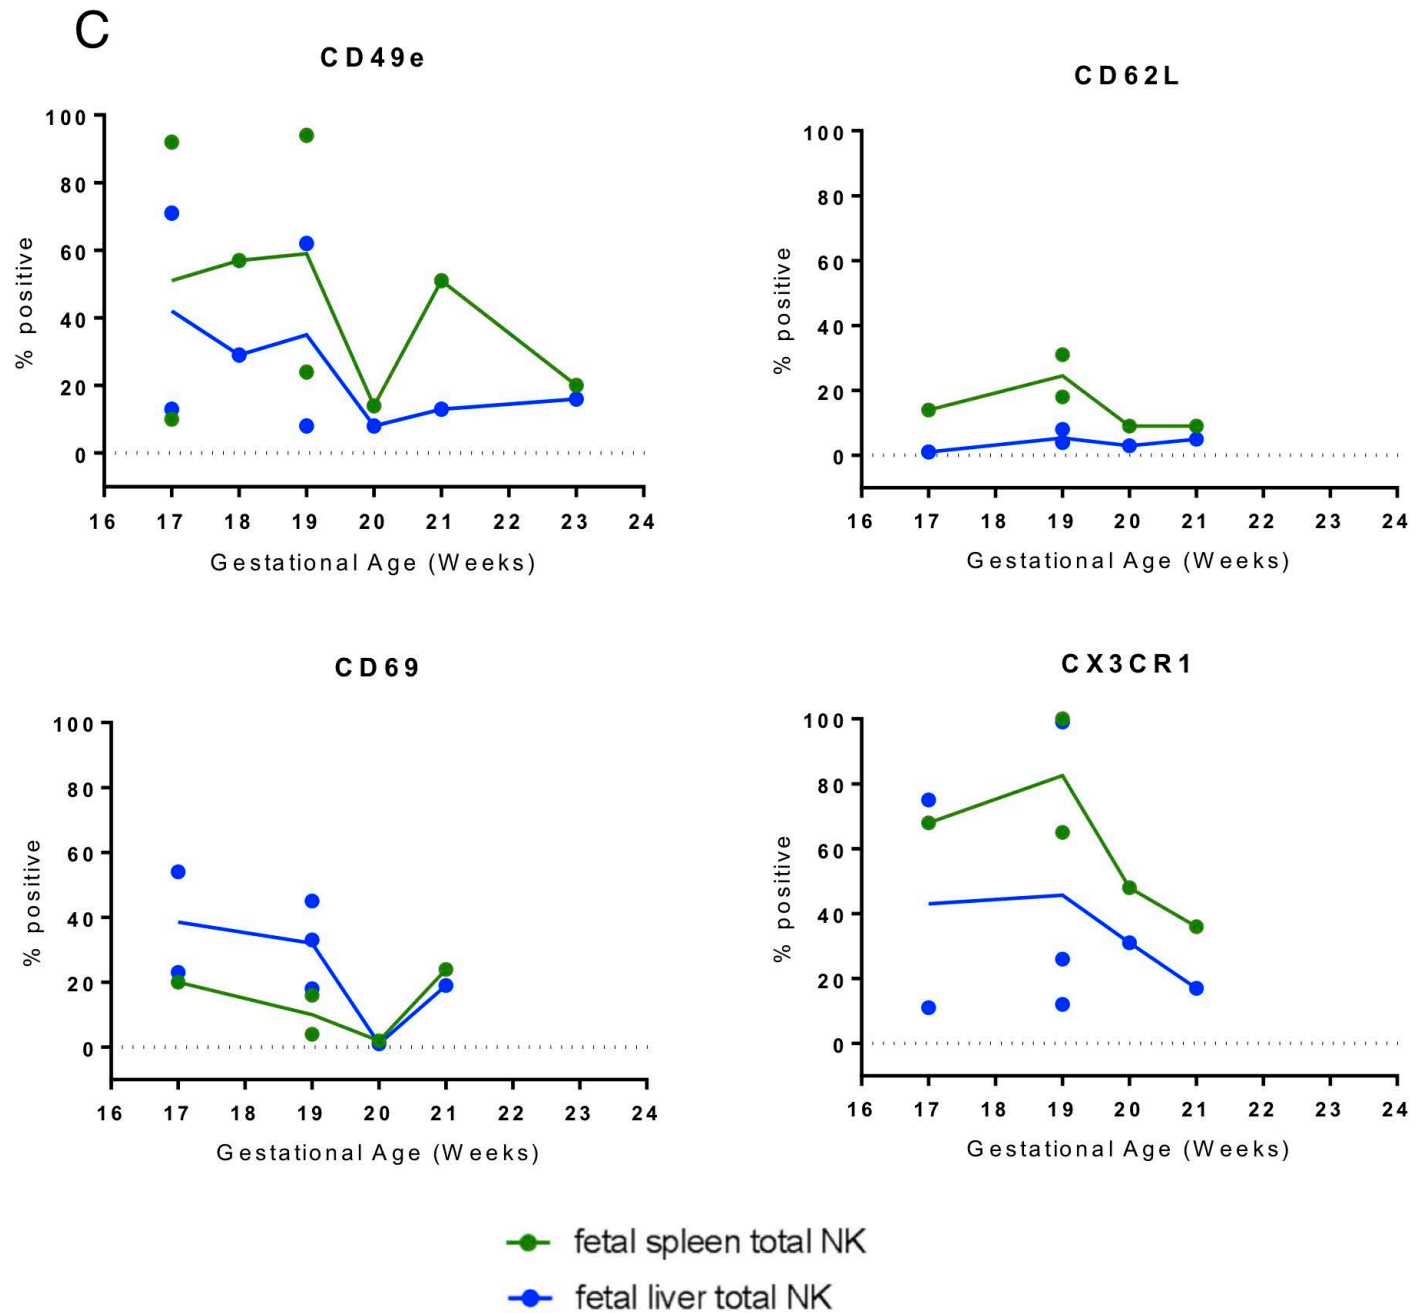 C
CD49e
100
80
60
40
20
0
% positive
16 17 18 19 20 21 22 23 24
Gestational Age (Weeks)
CD62L
100
80
60
40
20
0
% positive
16 17 18 19 20 21 22 23 24
Gestational Age (Weeks)
CD69
100
80
60
40
20
0
% positive
16 17 18 19 20 21 22 23 24
Gestational Age (Weeks)
CX3CR1
100
80
60
40
20
0
% positive
16 17 18 19 20 21 22 23 24
Gestational Age (Weeks)
fetal spleen total NK
fetal liver total NK